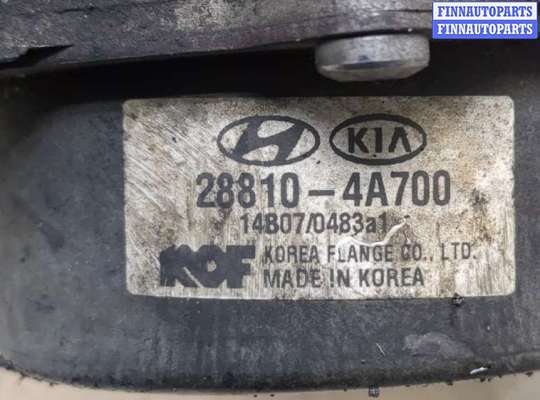 FINNAUTOPARTS
FINNAUTOPARTS
KIA
28810-4A700
14B07/0483a1
KOF KOREA FLANGE CO., LTD.
MADE IN KOREA